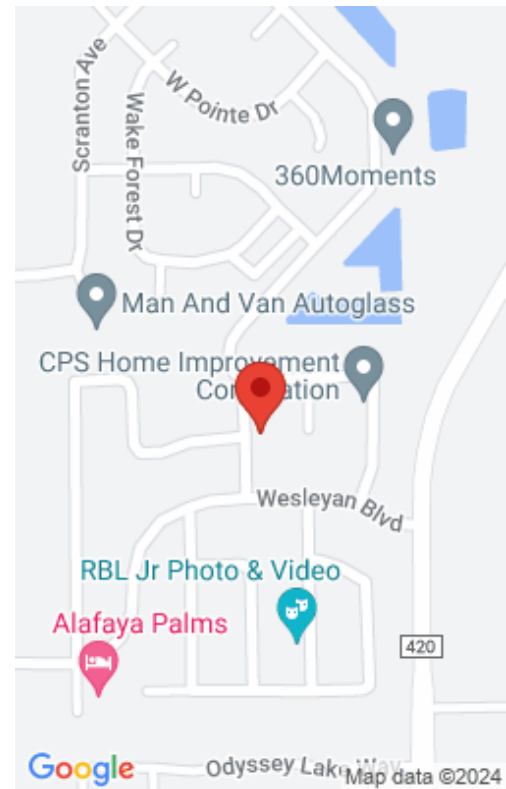 Scranton Ave
W Pointe Dr
Wake Forest Dr
360Moments
Man And Van Autoglass
CPS Home Improvement
Wesleyan Blvd
RBL Jr Photo & Video
Alafaya Palms
420
Google
Odyssey Lake Way
Map data ©2024